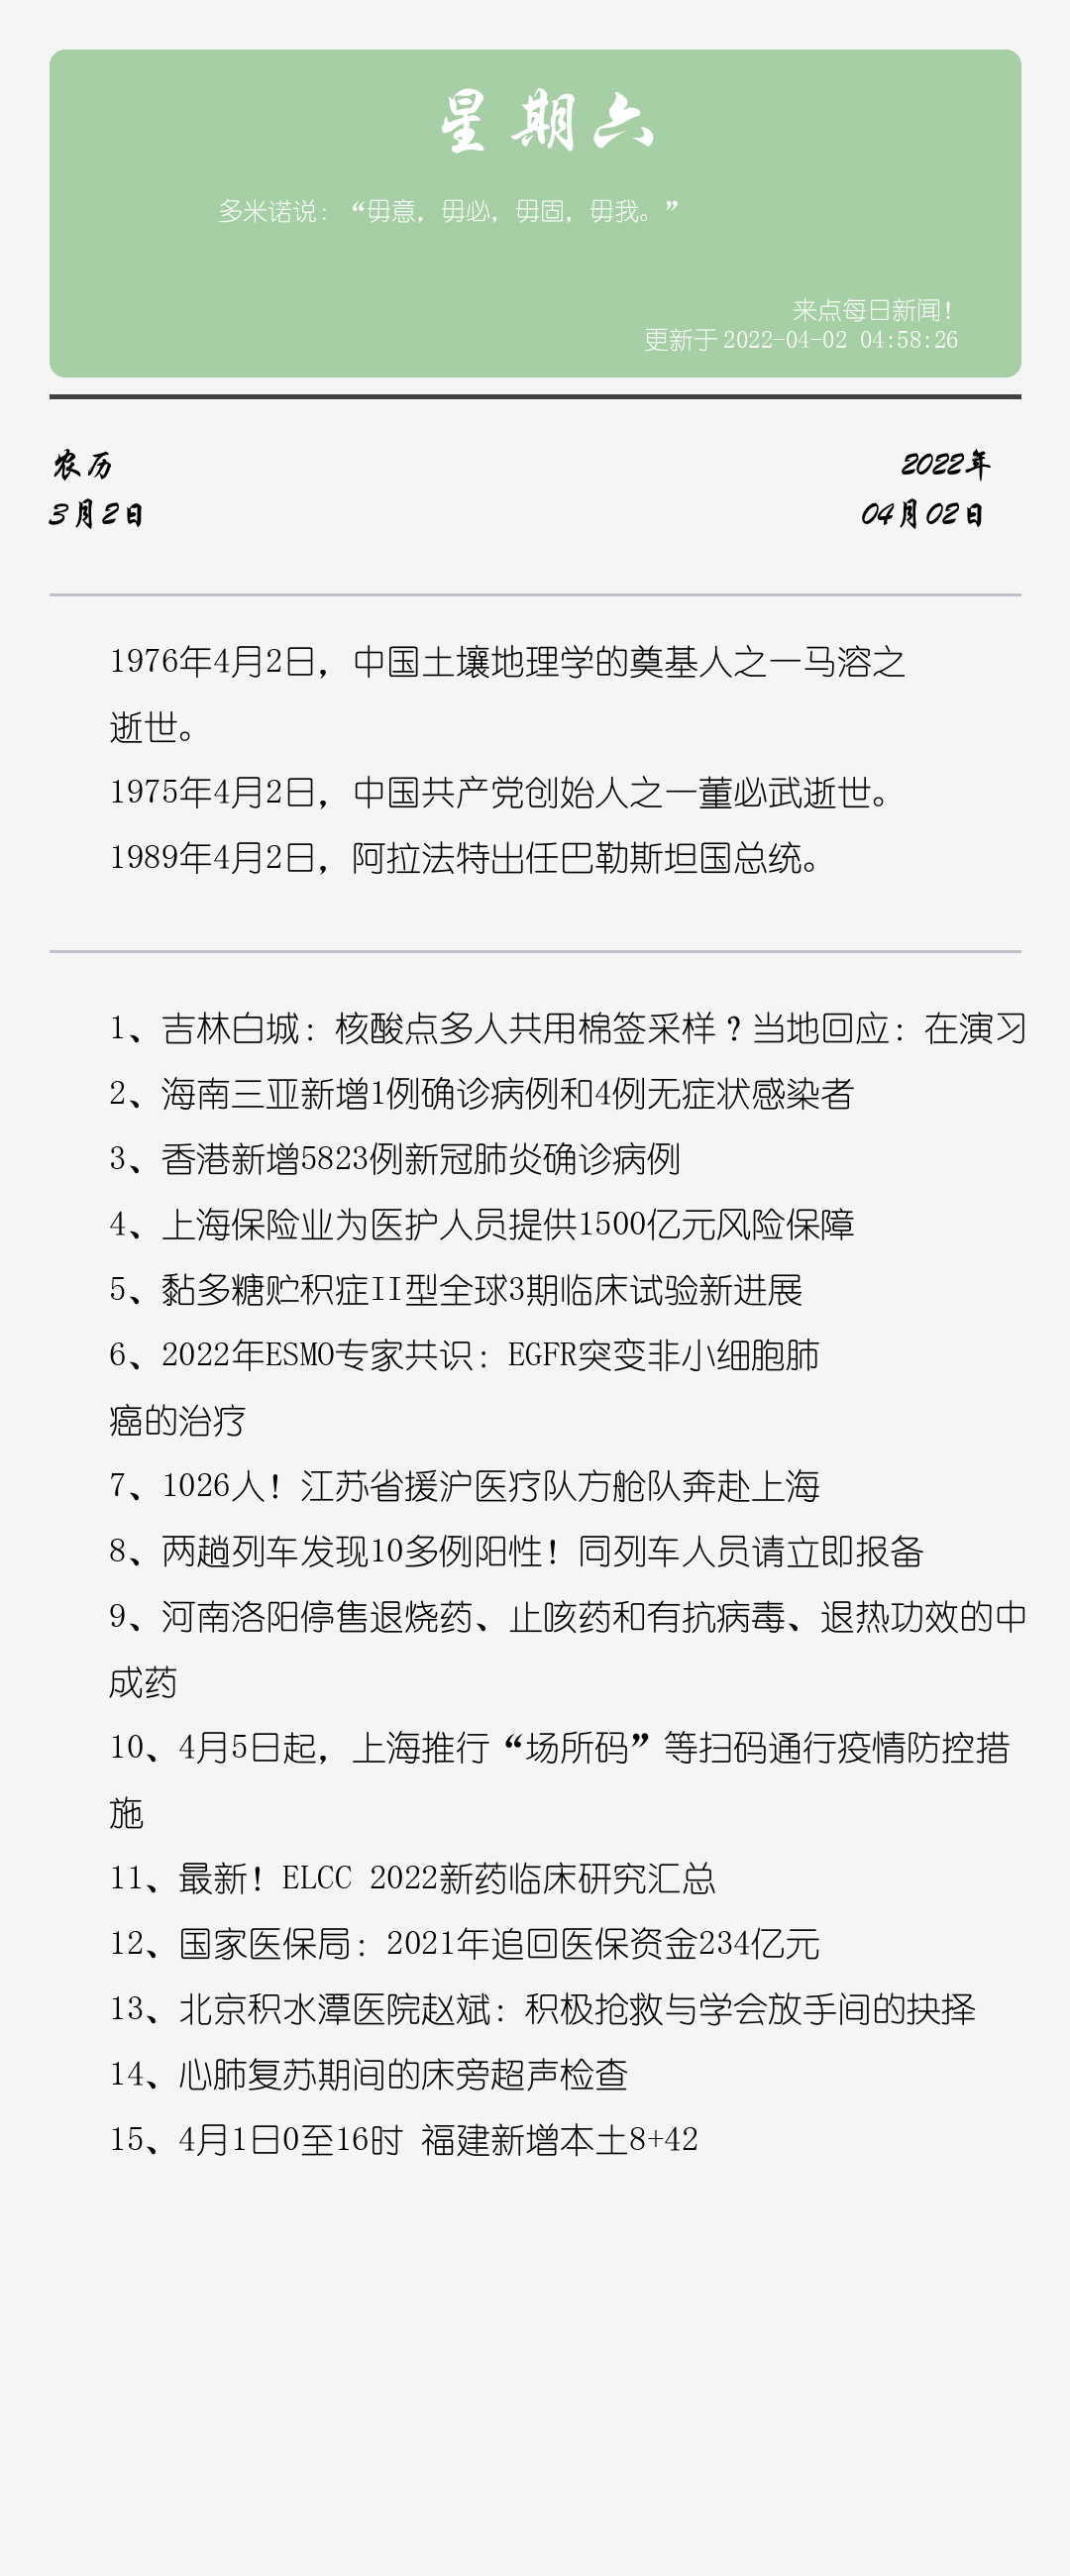 星期六
多米诺说：“毋意，毋必，毋固，毋我。”
来点每日新闻！
更新于 2022-04-02 04:58:26
农历
2022年
3月2日
04月02日
1976年4月2日，中国土壤地理学的奠基人之一马溶之
逝世。
1975年4月2日，中国共产党创始人之一董必武逝世。
1989年4月2日，阿拉法特出任巴勒斯坦国总统。
1、吉林白城：核酸点多人共用棉签采样？当地回应：在演习
2、海南三亚新增1例确诊病例和4例无症状感染者
3、香港新增5823例新冠肺炎确诊病例
4、上海保险业为医护人员提供1500亿元风险保障
5、黏多糖贮积症II型全球3期临床试验新进展
6、2022年ESMO专家共识：EGFR突变非小细胞肺
癌的治疗
7、1026人！江苏省援沪医疗队方舱队奔赴上海
8、两趟列车发现10多例阳性！同列车人员请立即报备
9、河南洛阳停售退烧药、止咳药和有抗病毒、退热功效的中
成药
10、4月5日起，上海推行“场所码”等扫码通行疫情防控措
施
11、最新！ELCC 2022新药临床研究汇总
12、国家医保局：2021年追回医保资金234亿元
13、北京积水潭医院赵斌：积极抢救与学会放手间的抉择
14、心肺复苏期间的床旁超声检查
15、4月1日0至16时 福建新增本土8+42